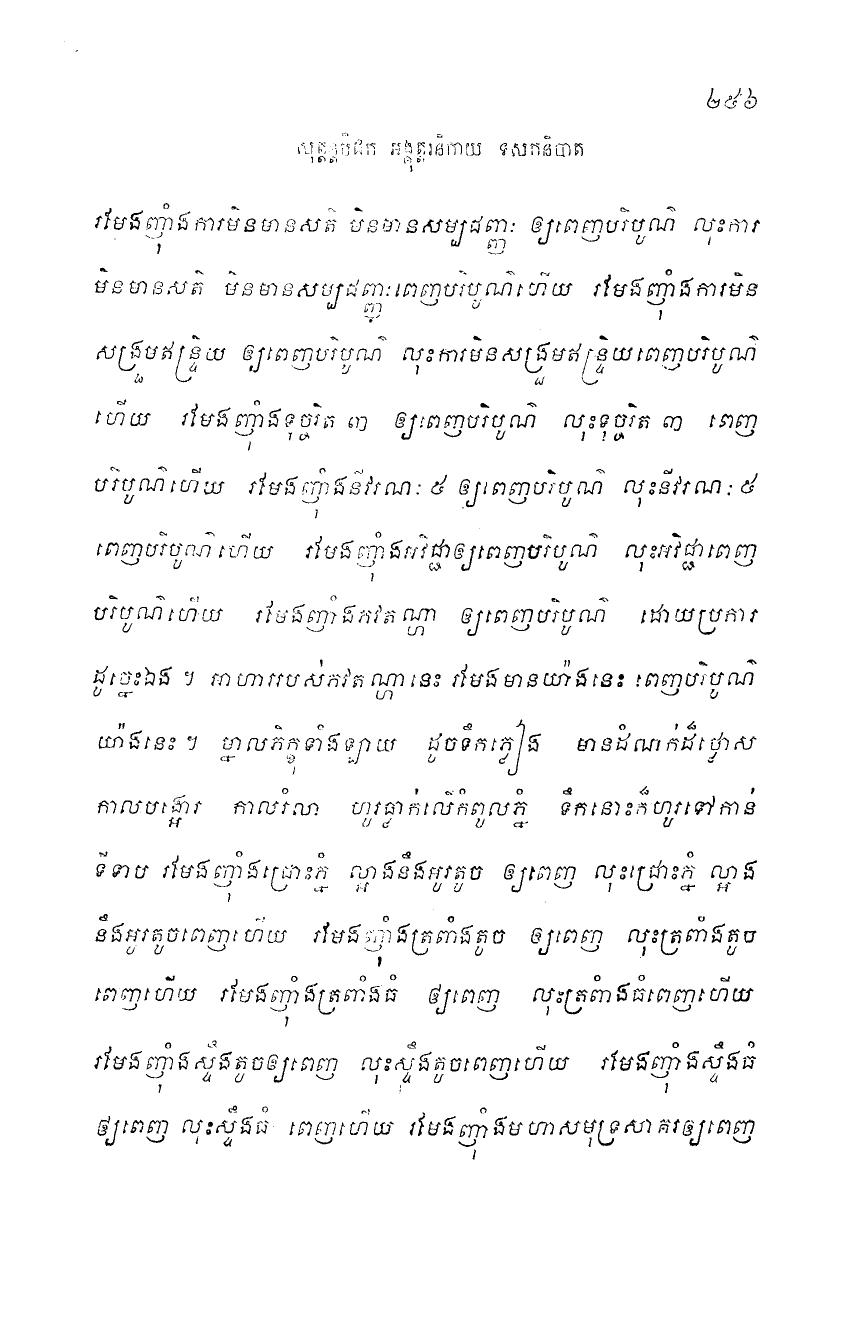 ២៥៦
សុត្តន្តបិដក អង្គុត្តរនិកាយ ទសកនិបាត
រមែងញ៉ាំងការមិនមានសតិ មិនមានសម្បជញ្ញៈ ឲ្យពេញបរិបូណ៌ លុះការ
មិនមានសតិ មិនមានសម្បជញ្ញៈពេញបរិបូណ៌ហើយ រមែងញុំាងការមិន
សង្រួមឥន្ទ្រិយ ឲ្យពេញបរិបូណ៌ លុះការមិនសង្រួមឥន្ទ្រិយពេញបរិបូណ៌
ហើយ រមែងញុំាងទុច្ចរិត ៣ ឲ្យពេញបរិបូណ៌ លុះទុច្ចរិត ៣ ពេញ
បរិបូណ៌ហើយ រមែងញុំាងនីវរណៈ ៥ ឲ្យពេញបរិបូណ៌ លុះនីវរណៈ ៥
ពេញបរិបូណ៌ហើយ រមែងញុំាងអវិជ្ជាឲ្យពេញបរិបូណ៌ លុះអវិជ្ជាពេញ
បរិបូណ៌ហើយ រមែងញុំាងភវតណ្ហា ឲ្យពេញបរិបូណ៌ ដោយប្រការ
ដូច្នេះឯង ។ អាហាររបស់ភវតណ្ហានេះ រមែងមានយ៉ាងនេះ ពេញបរិបូណ៌
យ៉ាងនេះ ។ ម្នាលភិក្ខុទាំងឡាយ ដូចទឹកភ្លៀង មានដំណក់ដ៏ថ្លោស
កាលបង្អោរ កាលរំលា ហូរធ្លាក់លើកំពូលភ្នំ ទឹកនោះក៏ហូរទៅកាន់
ទីទាប រមែងញុំាងជ្រោះភ្នំ ល្អាងនឹងអូរតូច ឲ្យពេញ លុះជ្រោះភ្នំ ល្អាង
នឹងអូរតូចពេញហើយ រមែងញុំាងត្រពាំងតូច ឲ្យពេញ លុះត្រពាំងតូច
ពេញហើយ រមែងញុំាងត្រពាំងធំ ឲ្យពេញ លុះត្រពាំងធំពេញហើយ
រមែងញុំាងស្ទឹងតូចឲ្យពេញ លុះស្ទឹងតូចពេញហើយ រមែងញុំាងស្ទឹងធំ
ឲ្យពេញ លុះស្ទឹងធំ ពេញហើយ រមែងញុំាងមហាសមុទ្រសាគរឲ្យពេញ